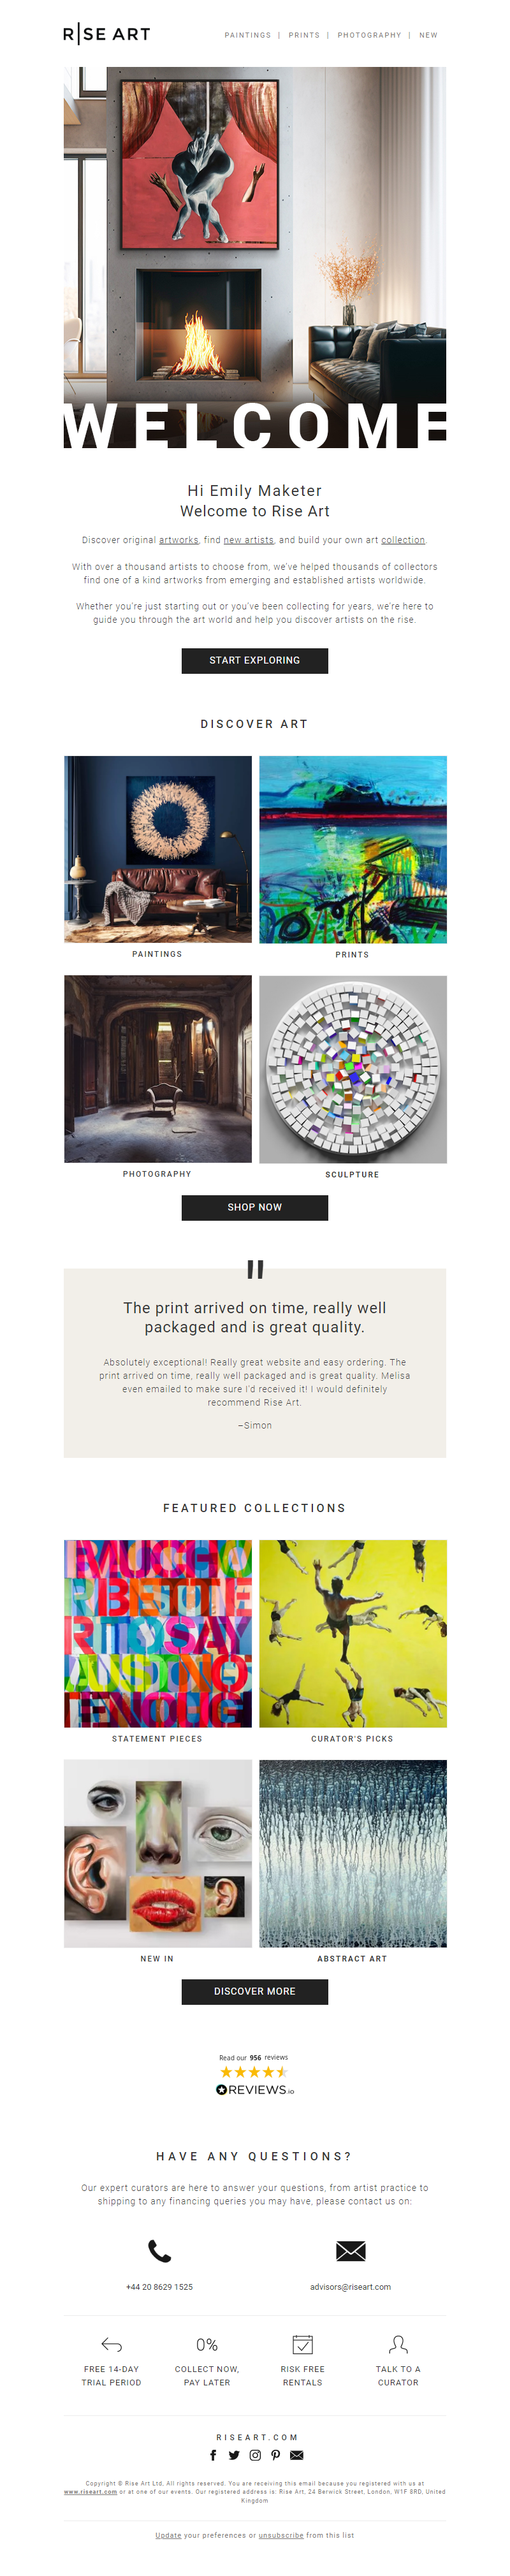 RISE ART
PAINTINGS | PRINTS | PHOTOGRAPHY | NEW
WELCOME
Hi Emily Maketer
Welcome to Rise Art
Discover original artworks, find new artists, and build your own art collection.
With over a thousand artists to choose from, we've helped thousands of collectors
find one of a kind artworks from emerging and established artists worldwide.
Whether you're just starting out or you've been collecting for years, we're here to
guide you through the art world and help you discover artists on the rise.
START EXPLORING
DISCOVER ART
PAINTINGS
PRINTS
PHOTOGRAPHY
SCULPTURE
SHOP NOW
"
The print arrived on time, really well
packaged and is great quality.
Absolutely exceptional! Really great website and easy ordering. The
print arrived on time, really well packaged and is great quality. Melisa
even emailed to make sure I'd received it! I would definitely
recommend Rise Art.
–Simon
FEATURED COLLECTIONS
STATEMENT PIECES
CURATOR'S PICKS
NEW IN
ABSTRACT ART
DISCOVER MORE
Read our 956 reviews
REVIEWS.io
HAVE ANY QUESTIONS?
Our expert curators are here to answer your questions, from artist practice to
shipping to any financing queries you may have, please contact us on:
+44 20 8629 1525
advisors@riseart.com
0%
FREE 14-DAY
TRIAL PERIOD
COLLECT NOW,
PAY LATER
RISK FREE
RENTALS
TALK TO A
CURATOR
RISEART.COM
Copyright © Rise Art Ltd, All rights reserved. You are receiving this email because you registered with us at
www.riseart.com or at one of our events. Our registered address is: Rise Art, 24 Berwick Street, London, W1F 8RD, United
Kingdom
Update your preferences or unsubscribe from this list